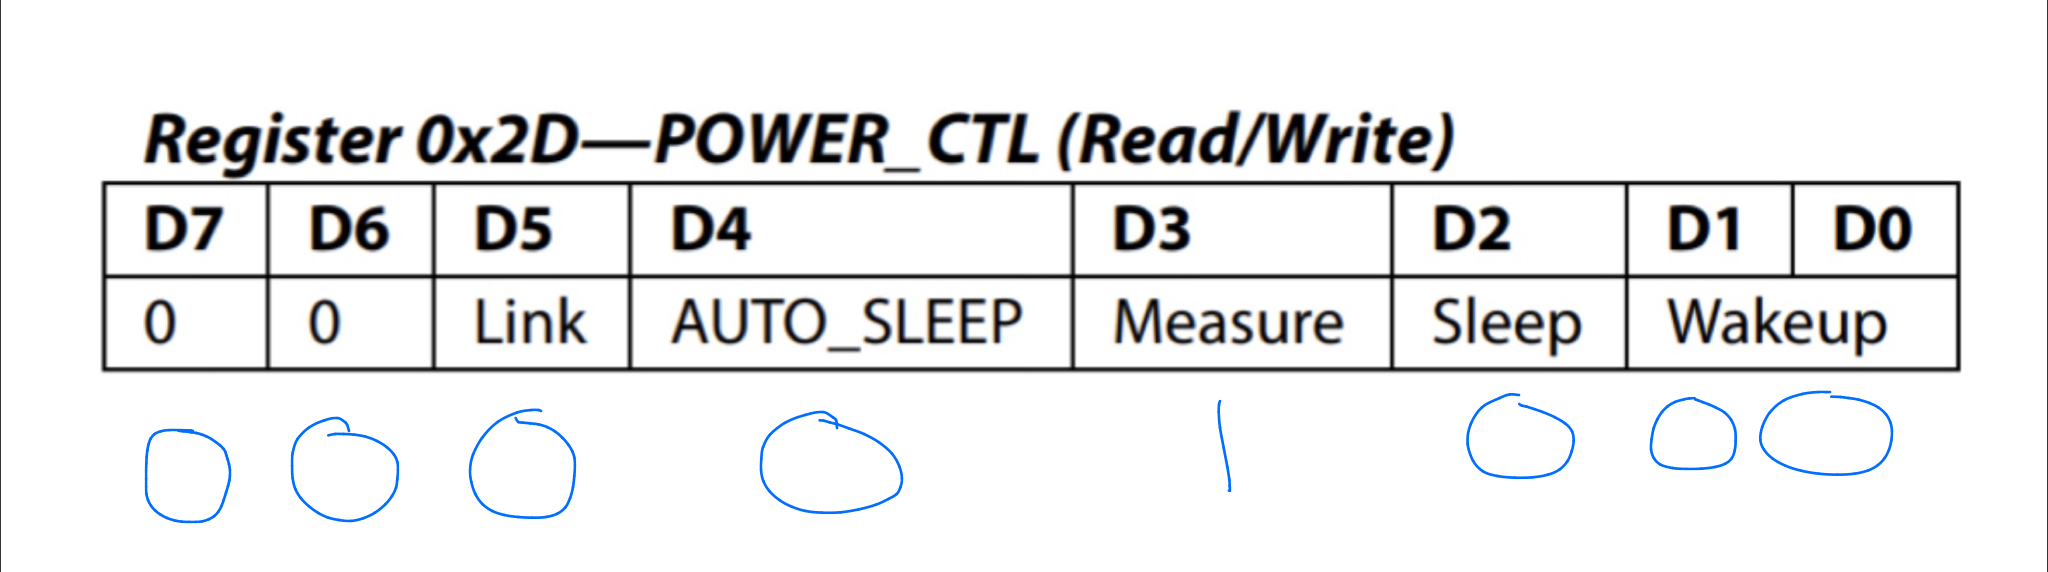 Register 0x2D—POWER_CTL (Read/Write)
D7 D6 D5 D4 D3 D2 D1 D0
0 0 Link AUTO_SLEEP Measure Sleep Wakeup
0 0 0 0 1 0 0 0